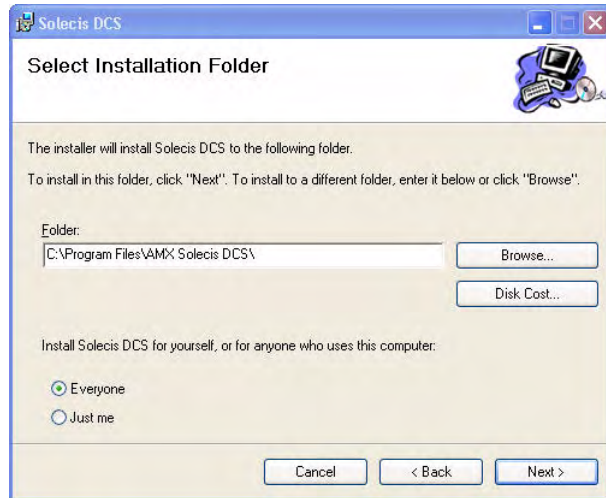 Solecis DCS
Select Installation Folder
The installer will install Solecis DCS to the following folder.
To install in this folder, click "Next". To install to a different folder, enter it below or click "Browse".
Folder:
C:\Program Files\AMX Solecis DCS\
Browse...
Disk Cost...
Install Solecis DCS for yourself, or for anyone who uses this computer:
Everyone
Just me
Cancel
< Back
Next >